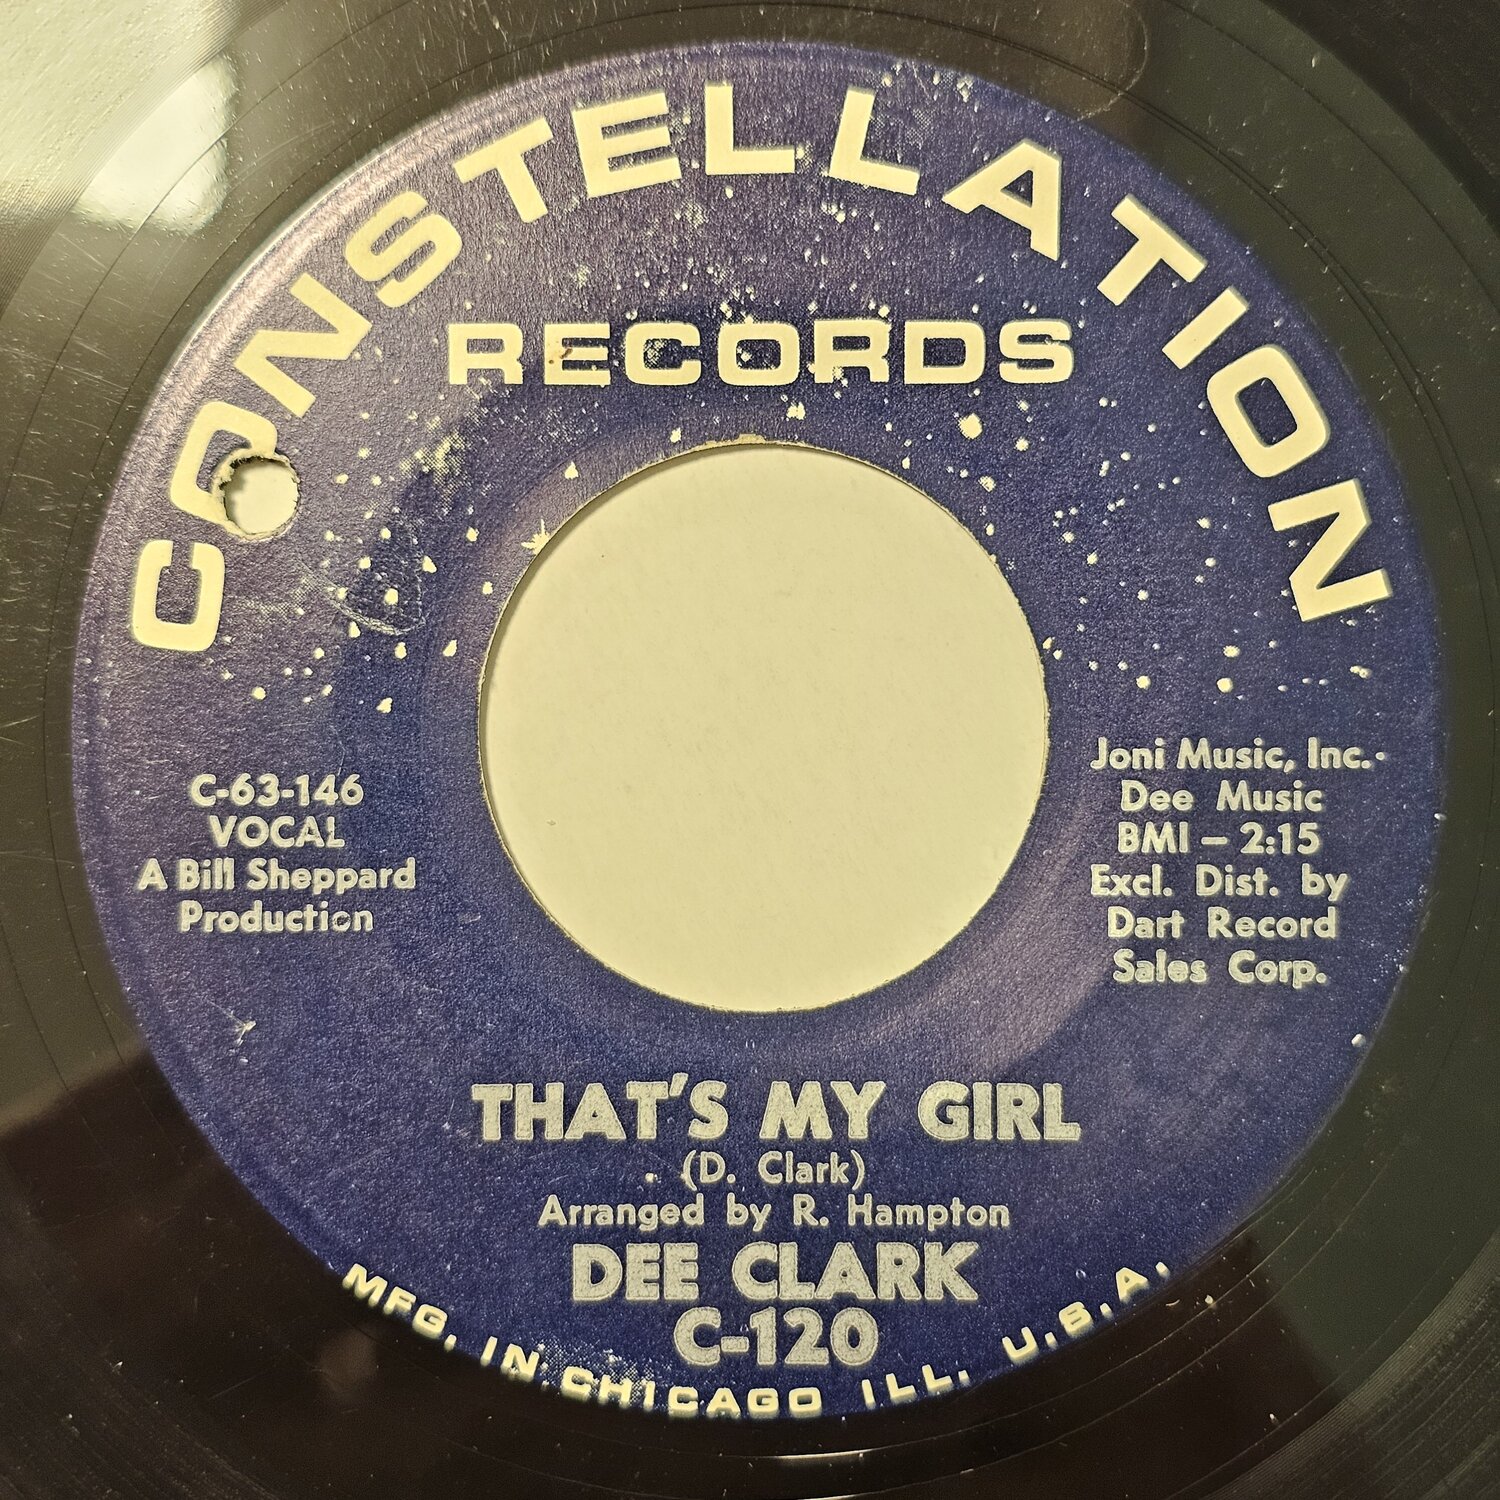 CONSTELLATION
RECORDS
C-63-146
VOCAL
A Bill Sheppard
Production
Joni Music, Inc.
Dee Music
BMI – 2:15
Excl. Dist. by
Dart Record
Sales Corp.
THAT'S MY GIRL
(D. Clark)
Arranged by R. Hampton
DEE CLARK
C-120
MFG. IN CHICAGO ILL. U.S.A.